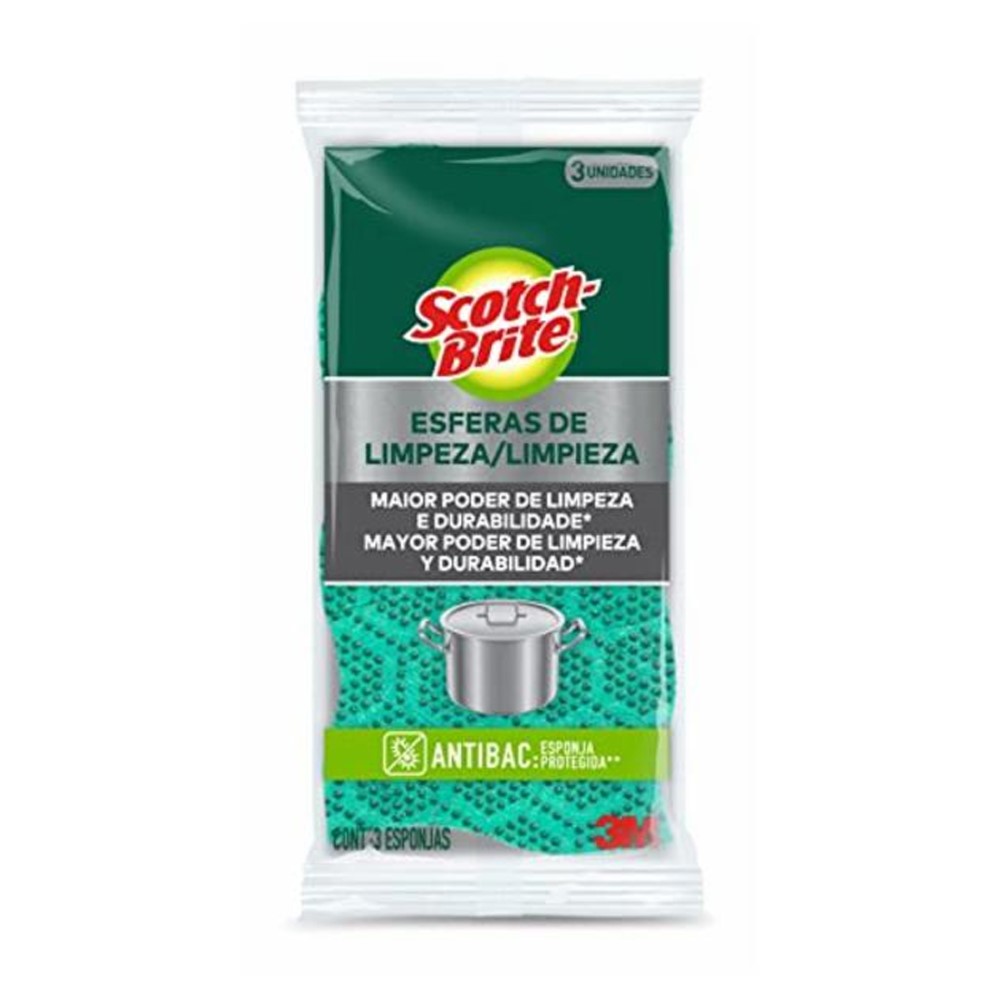 3 UNIDADES
Scotch-
Brite
ESFERAS DE
LIMPEZA/LIMPIEZA
MAIOR PODER DE LIMPEZA
E DURABILIDADE*
MAYOR PODER DE LIMPIEZA
Y DURABILIDAD*
ANTIBAC: ESPONJA
PROTEGIDA**
CONT. 3 ESPONJAS
3M